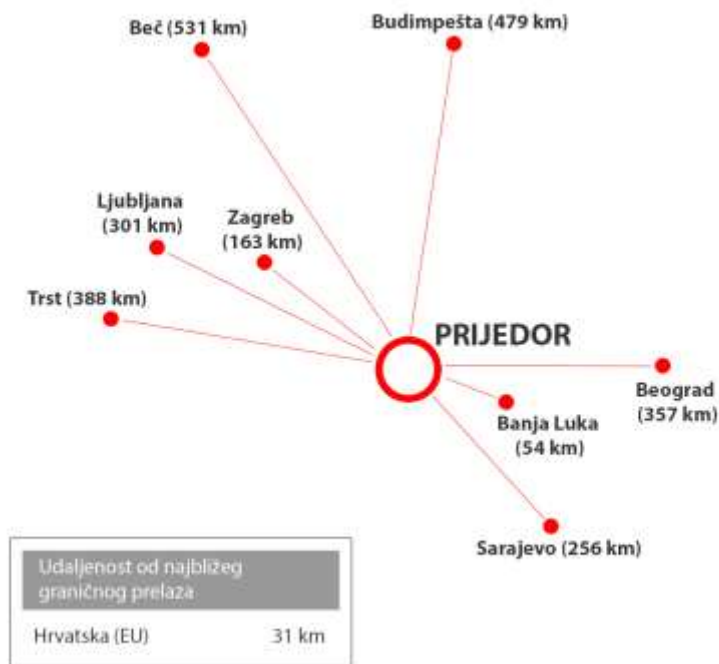 Beč (531 km)
Budimpešta (479 km)
Ljubljana
(301 km)
Zagreb
(163 km)
Trst (388 km)
PRIJEDOR
Beograd
(357 km)
Banja Luka
(54 km)
Sarajevo (256 km)
Udaljenost od najbližeg
graničnog prelaza
Hrvatska (EU) 31 km